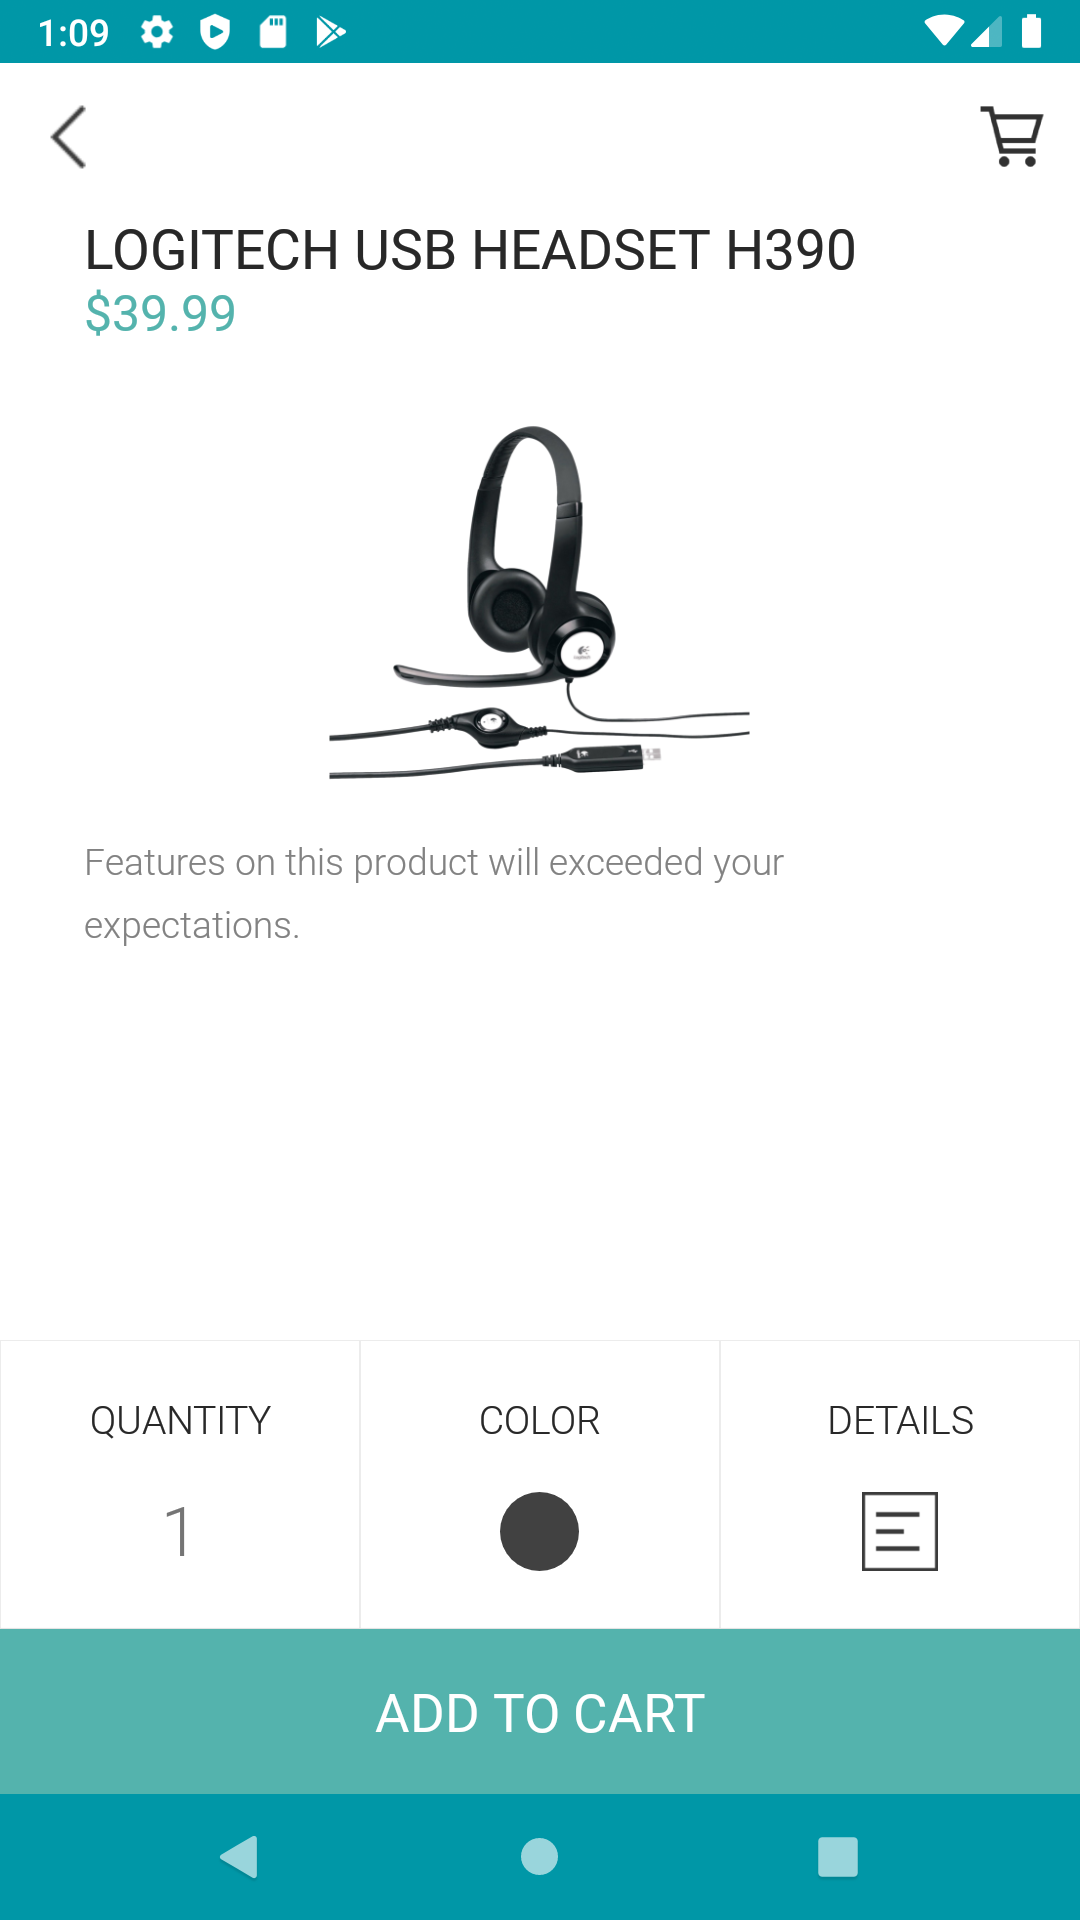 1:09
LOGITECH USB HEADSET H390
$39.99
Features on this product will exceeded your
expectations.
QUANTITY
COLOR
DETAILS
1
ADD TO CART